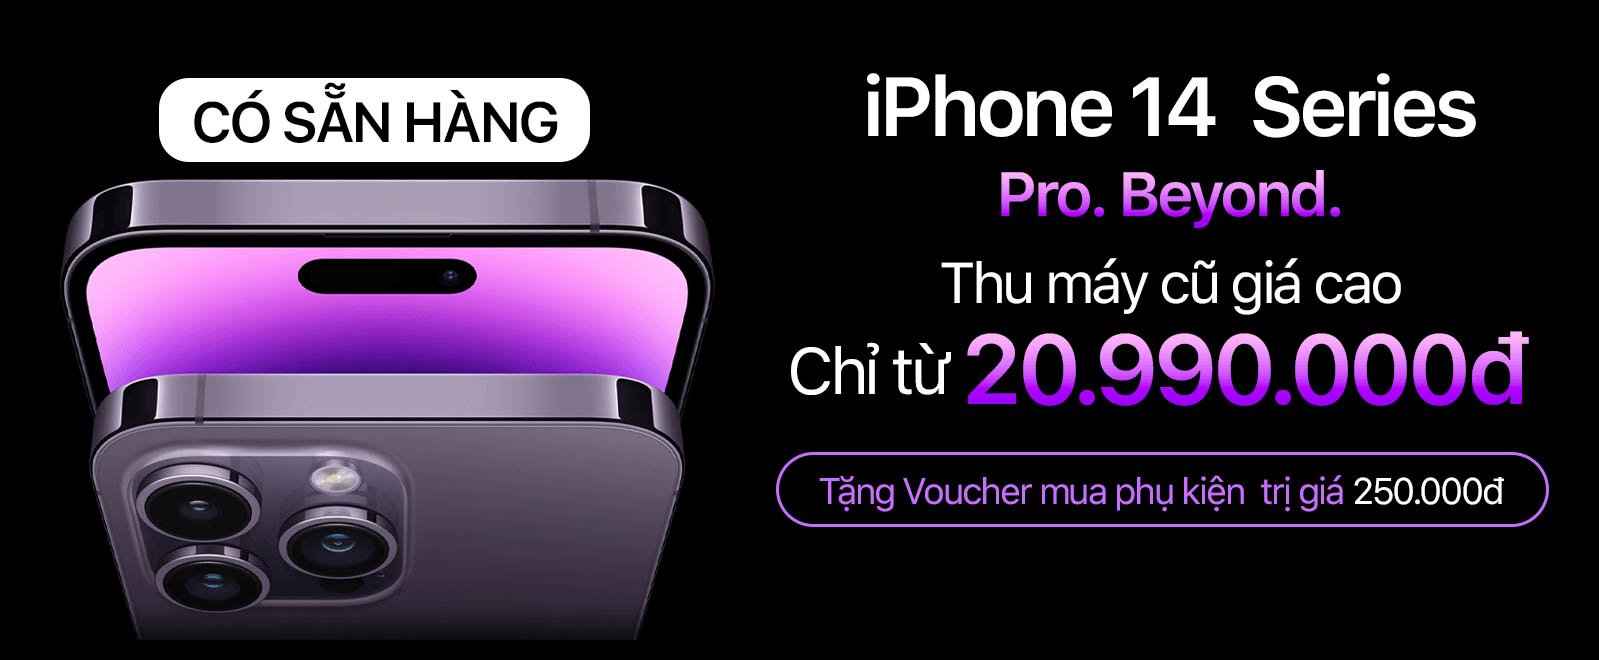 CÓ SẴN HÀNG
iPhone 14 Series
Pro. Beyond.
Thu máy cũ giá cao
Chỉ từ 20.990.000đ
Tặng Voucher mua phụ kiện trị giá 250.000đ